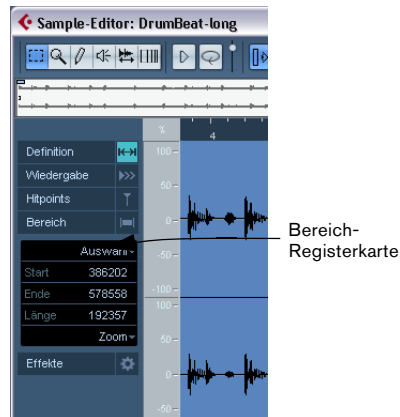 Sample-Editor: DrumBeat-long
%
4
Definition
100
Wiedergabe
Hitpoints
50
Bereich
0
Bereich-
Registerkarte
Auswahl
-50
Start 386202
Ende 578558
-100
Länge 192357
100
Zoom
50
Effekte
0
-50